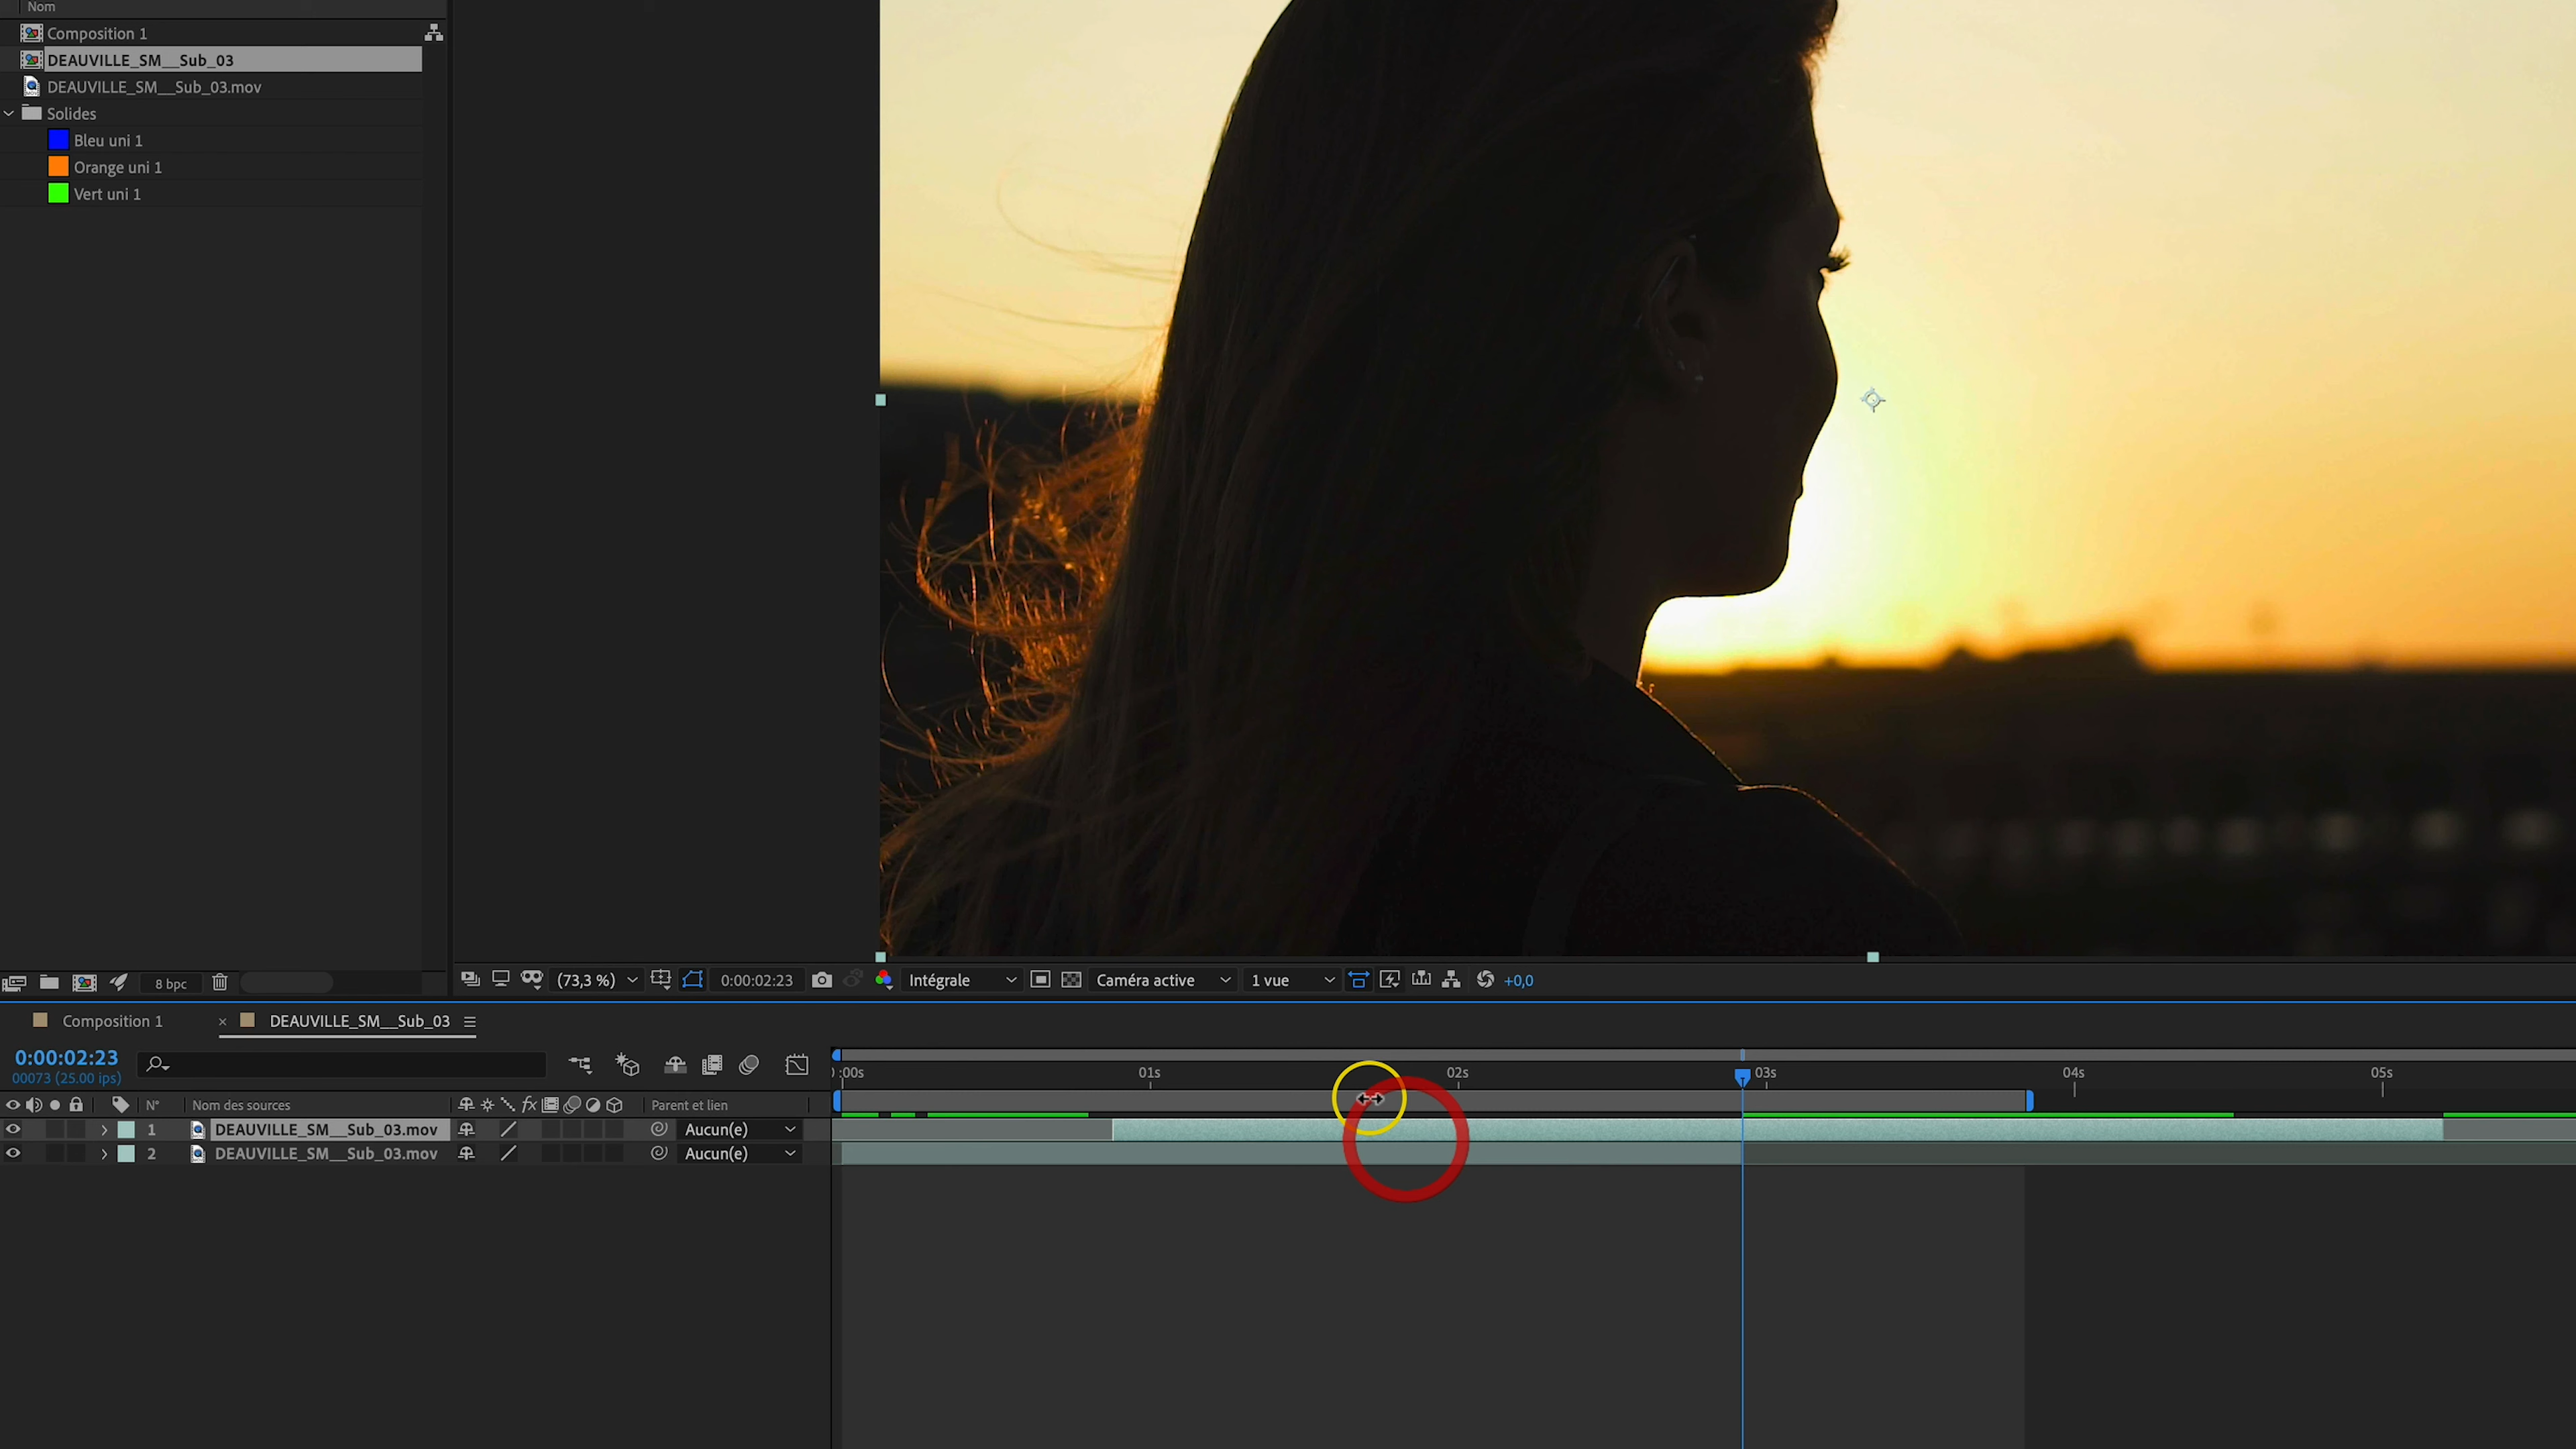 Nom
Composition 1
DEAUVILLE_SM__Sub_03
DEAUVILLE_SM__Sub_03.mov
Solides
Bleu uni 1
Orange uni 1
Vert uni 1
8 bpc
(73,3 %)
0:00:02:23
Intégrale
Caméra active
1 vue
+0,0
Composition 1
× DEAUVILLE_SM__Sub_03
0:00:02:23
00073 (25.00 ips)
:00s 01s 02s 03s 04s 05s
N° Nom des sources fx Parent et lien
1 DEAUVILLE_SM__Sub_03.mov Aucun(e)
2 DEAUVILLE_SM__Sub_03.mov Aucun(e)